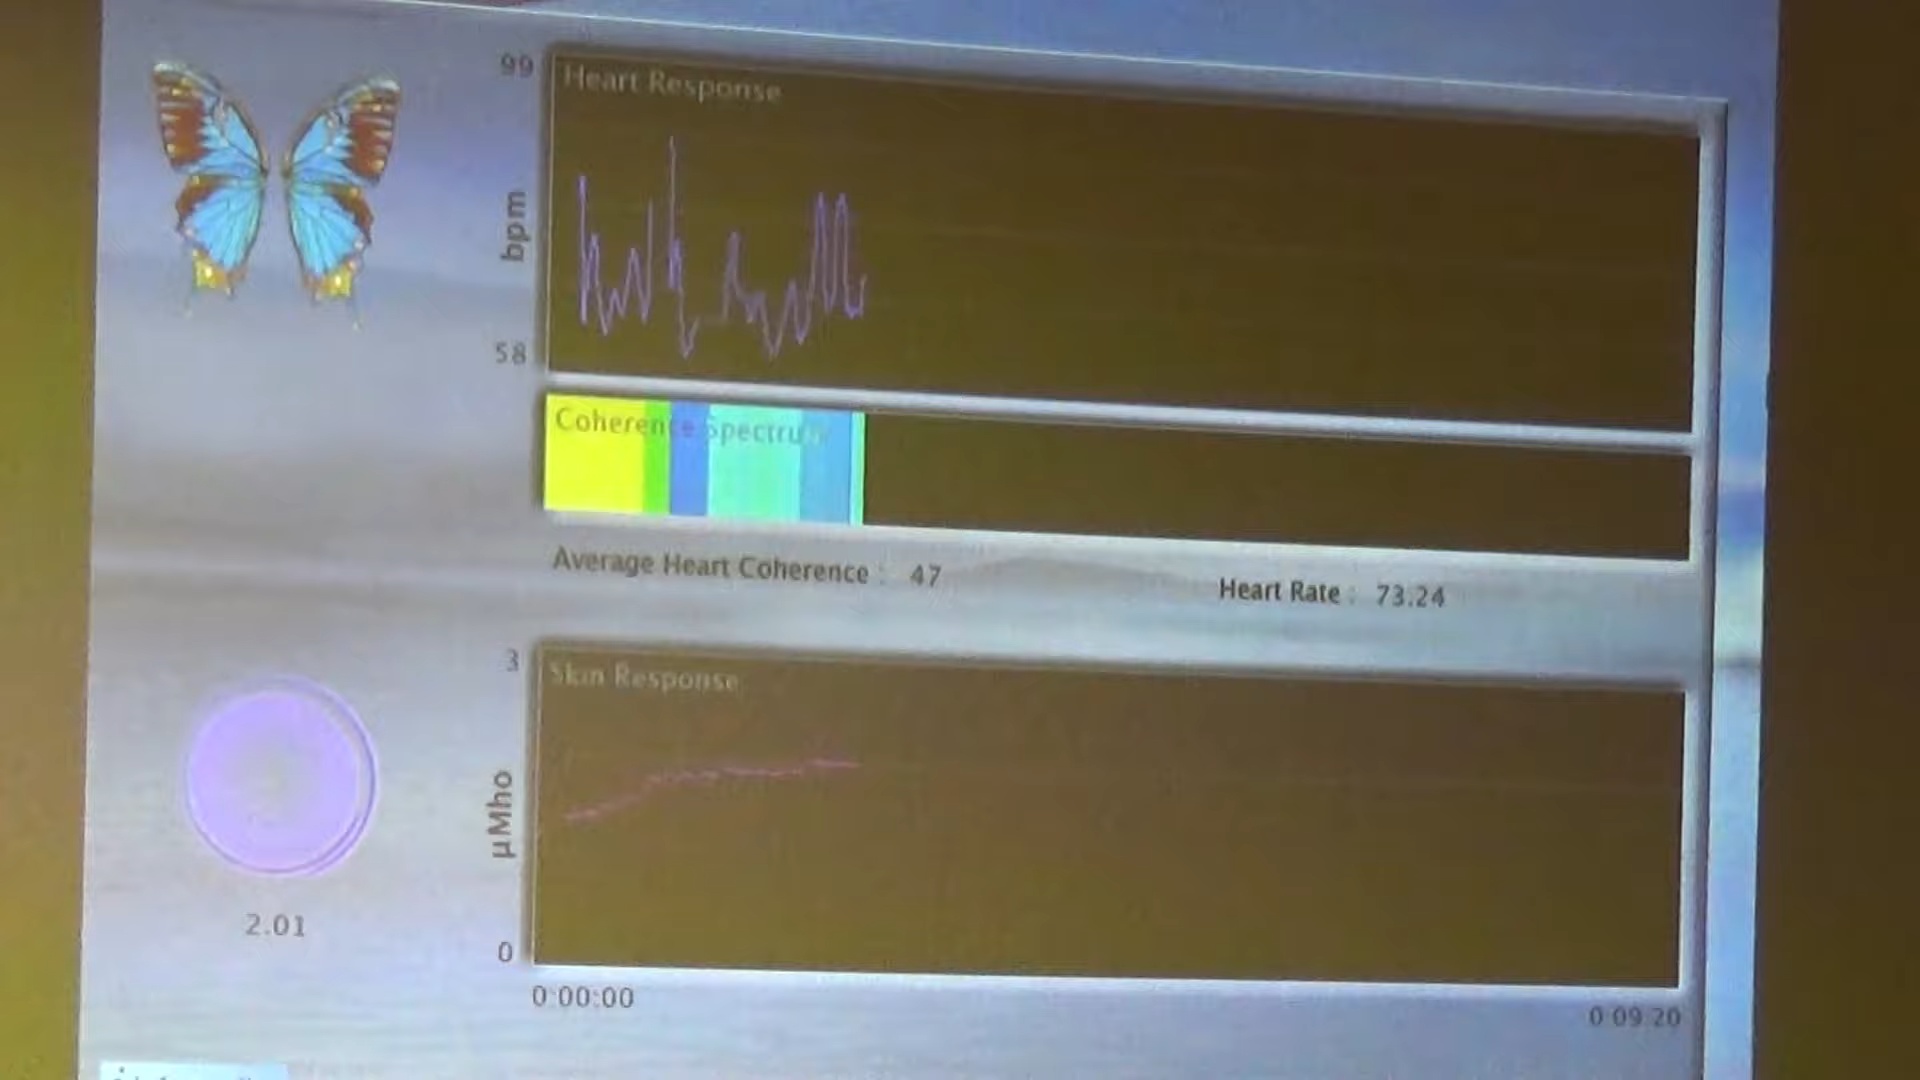 99
Heart Response
bpm
58
Coherence Spectrum
Average Heart Coherence : 47
Heart Rate : 73.24
3
Skin Response
µMho
2.01
0
0:00:00
0:09:20